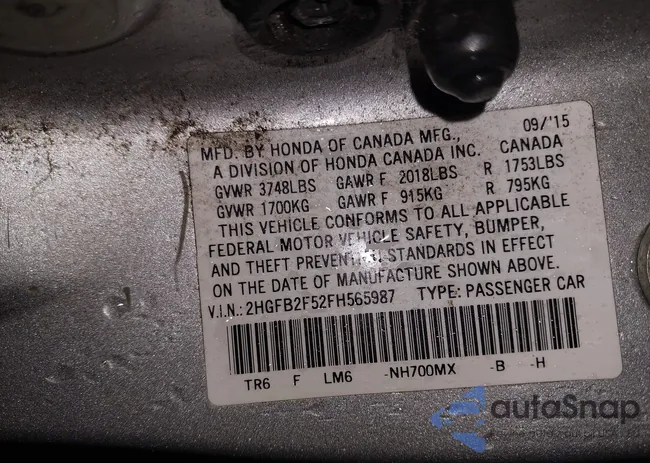 09/'15
MFD. BY HONDA OF CANADA MFG., CANADA
A DIVISION OF HONDA CANADA INC.
GVWR 3748LBS GAWR F 2018LBS R 1753LBS
GVWR 1700KG GAWR F 915KG R 795KG
THIS VEHICLE CONFORMS TO ALL APPLICABLE
FEDERAL MOTOR VEHICLE SAFETY, BUMPER,
AND THEFT PREVENTION STANDARDS IN EFFECT
ON THE DATE OF MANUFACTURE SHOWN ABOVE.
V.I.N.: 2HGFB2F52FH565987 TYPE: PASSENGER CAR
TR6 F LM6 -NH700MX -B -H
autoSnap